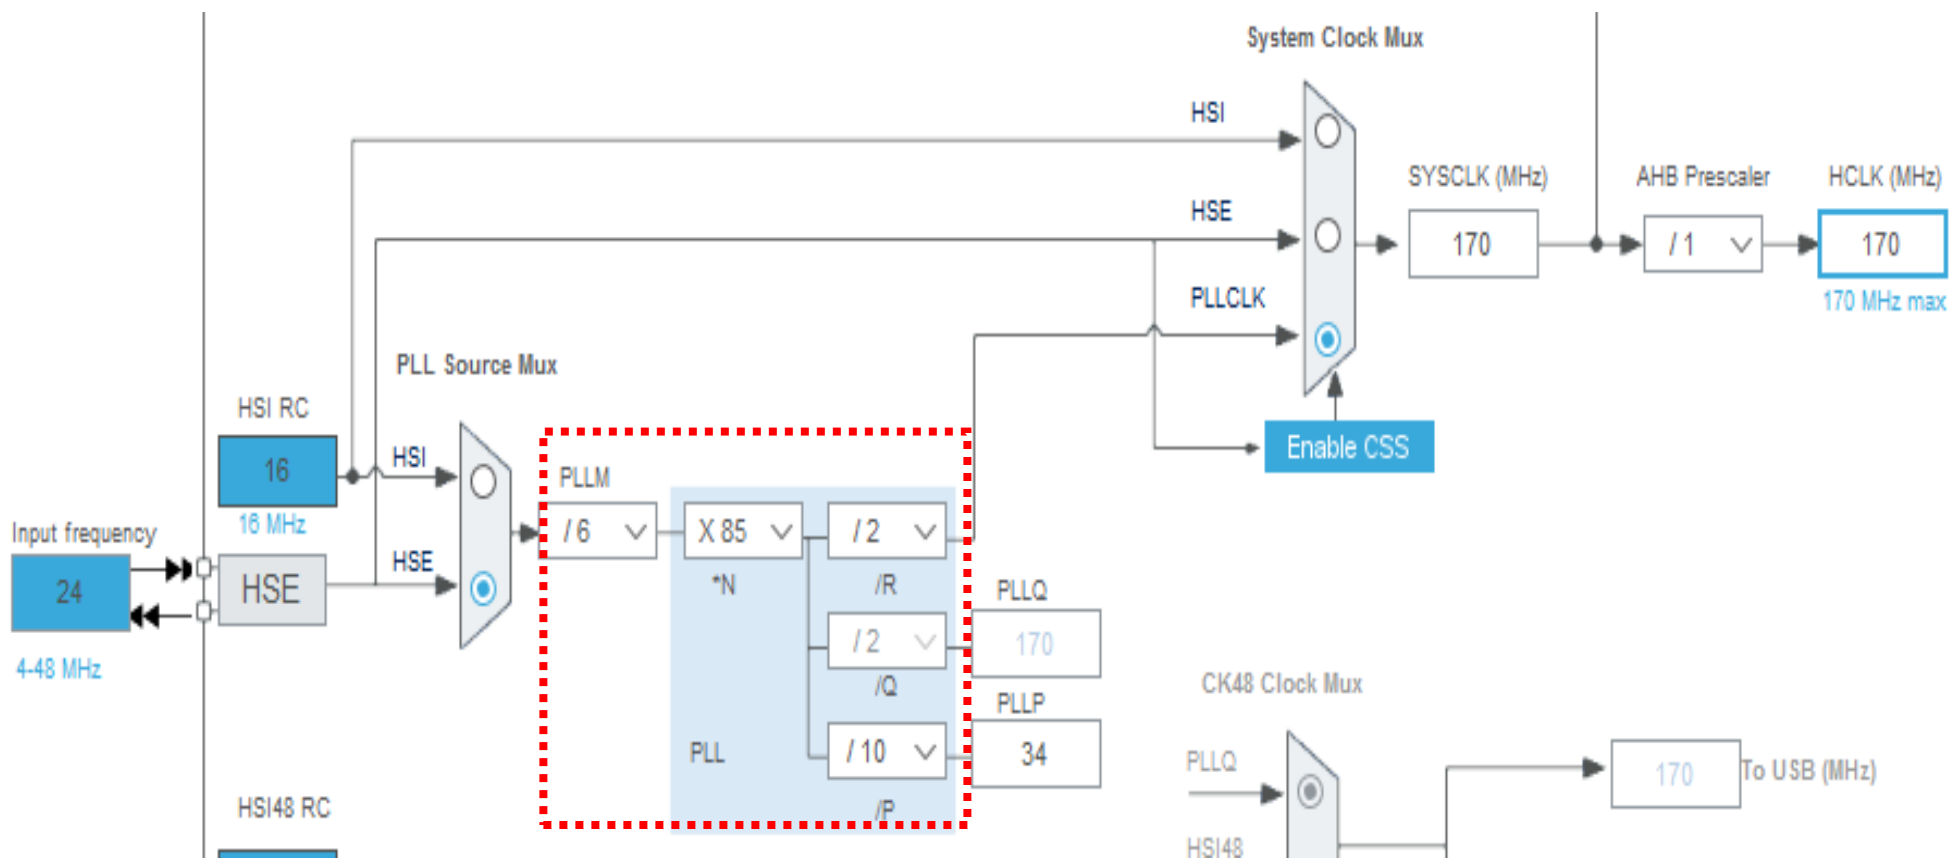 System Clock Mux
HSI
SYSCLK (MHz)
AHB Prescaler
HCLK (MHz)
HSE
170
/ 1
170
PLLCLK
170 MHz max
PLL Source Mux
HSI RC
HSI
Enable CSS
16
PLLM
16 MHz
Input frequency
/ 6
X 85
/ 2
HSE
24
HSE
*N
/R
PLLQ
4-48 MHz
/ 2
170
/Q
CK48 Clock Mux
PLLP
PLL
/ 10
34
PLLQ
170
To USB (MHz)
HSI48 RC
/P
HSI48